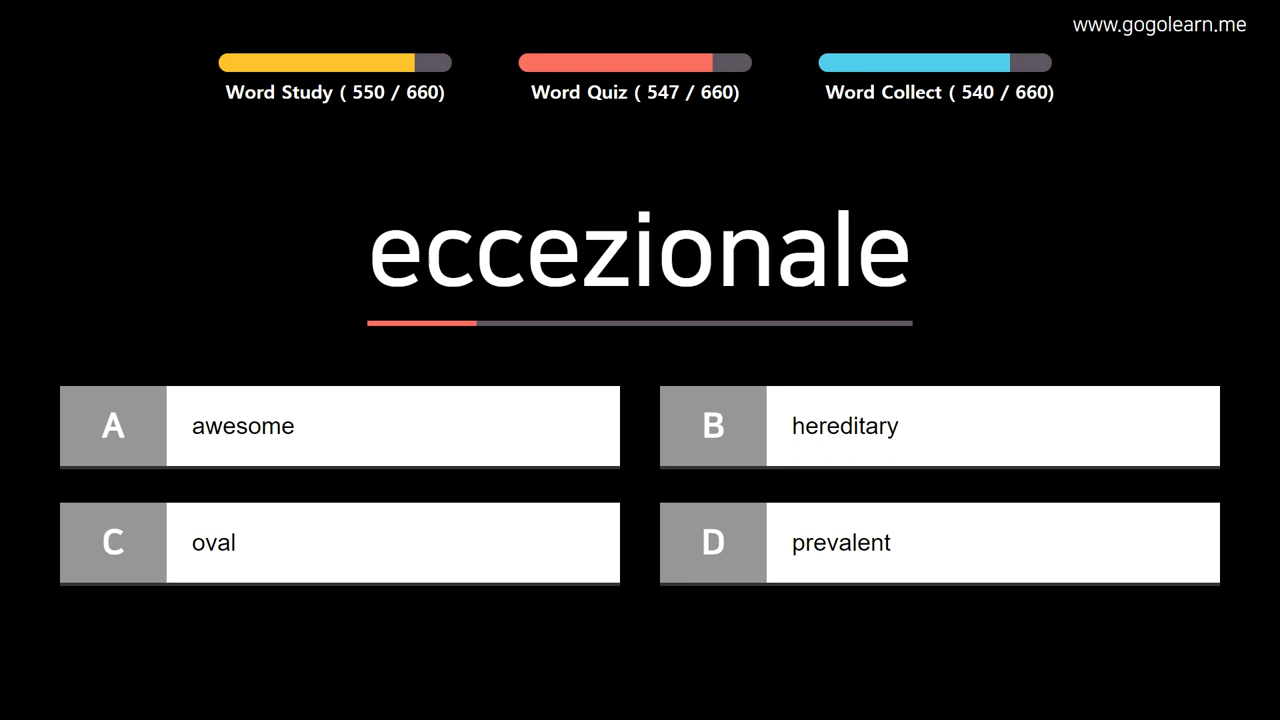 www.gogolearn.me
Word Study ( 550 / 660)
Word Quiz ( 547 / 660)
Word Collect ( 540 / 660)
eccezionale
A awesome
B hereditary
C oval
D prevalent